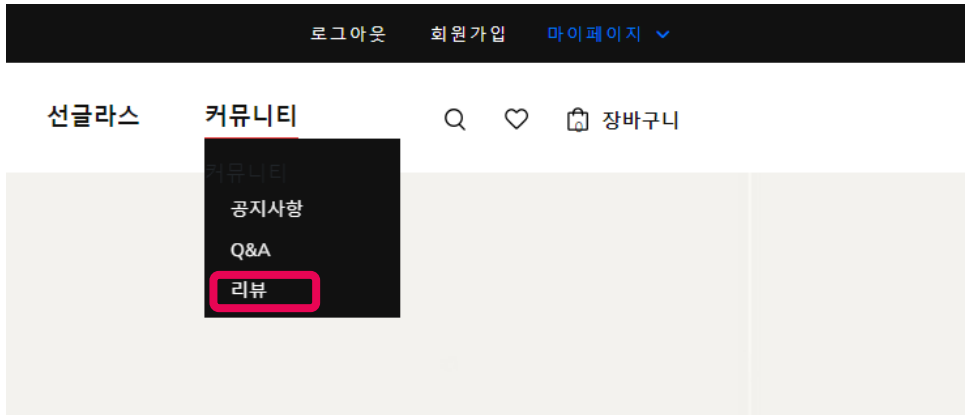 로그아웃 회원가입 마이페이지
선글라스 커뮤니티 0 장바구니
커뮤니티
공지사항
Q&A
리뷰